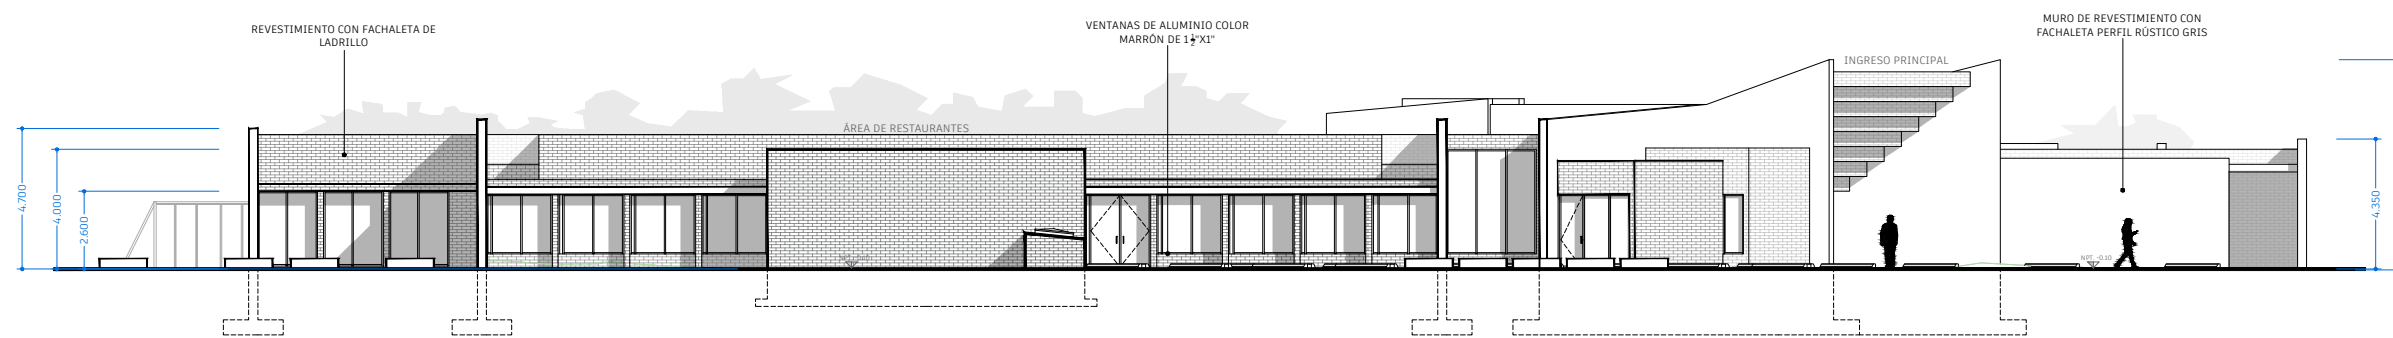 REVESTIMIENTO CON FACHALETA DE
LADRILLO
VENTANAS DE ALUMINIO COLOR
MARRÓN DE 1½"X1"
MURO DE REVESTIMIENTO CON
FACHALETA PERFIL RÚSTICO GRIS
INGRESO PRINCIPAL
ÁREA DE RESTAURANTES
4.700
4.000
2.600
4.350
NPT. -0.10